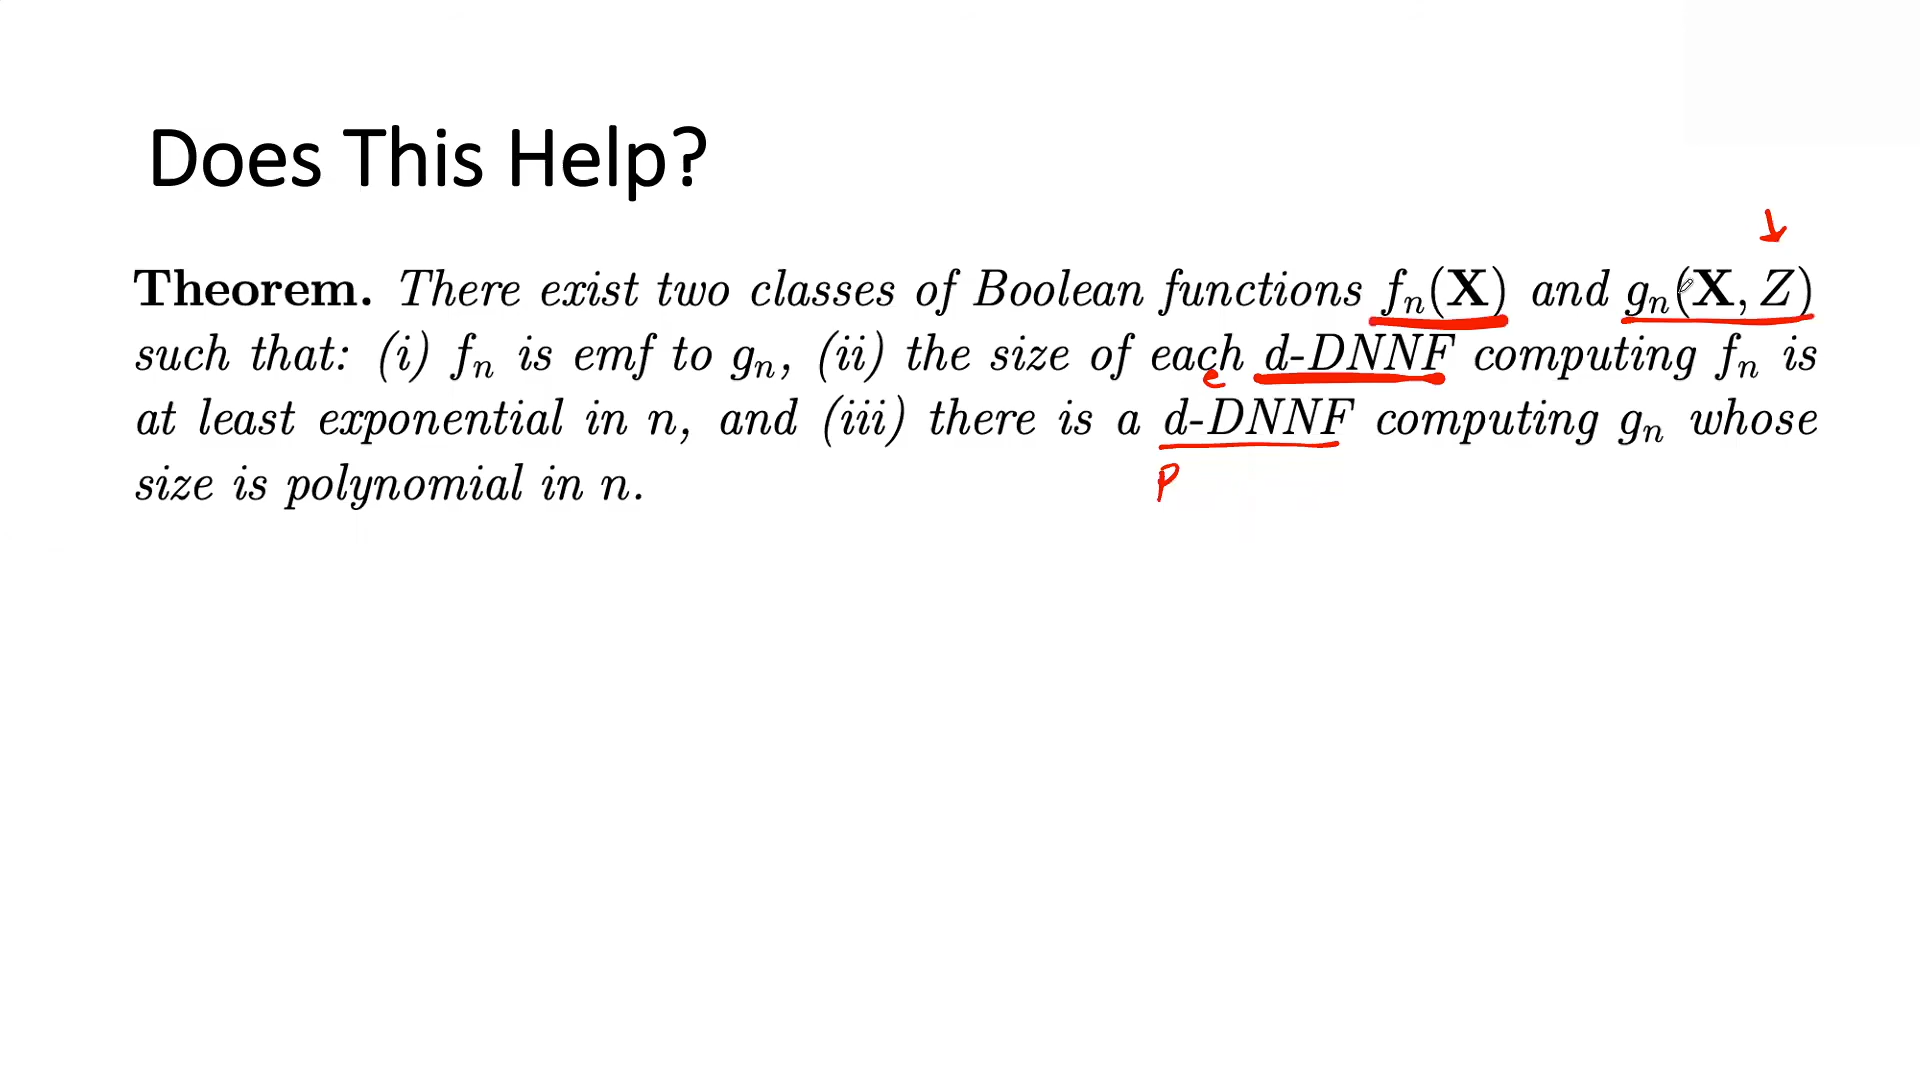 Does This Help?
Theorem. There exist two classes of Boolean functions fₙ(X) and gₙ(X, Z)
such that: (i) fₙ is emf to gₙ, (ii) the size of each d-DNNF computing fₙ is
e
at least exponential in n, and (iii) there is a d-DNNF computing gₙ whose
size is polynomial in n.
P